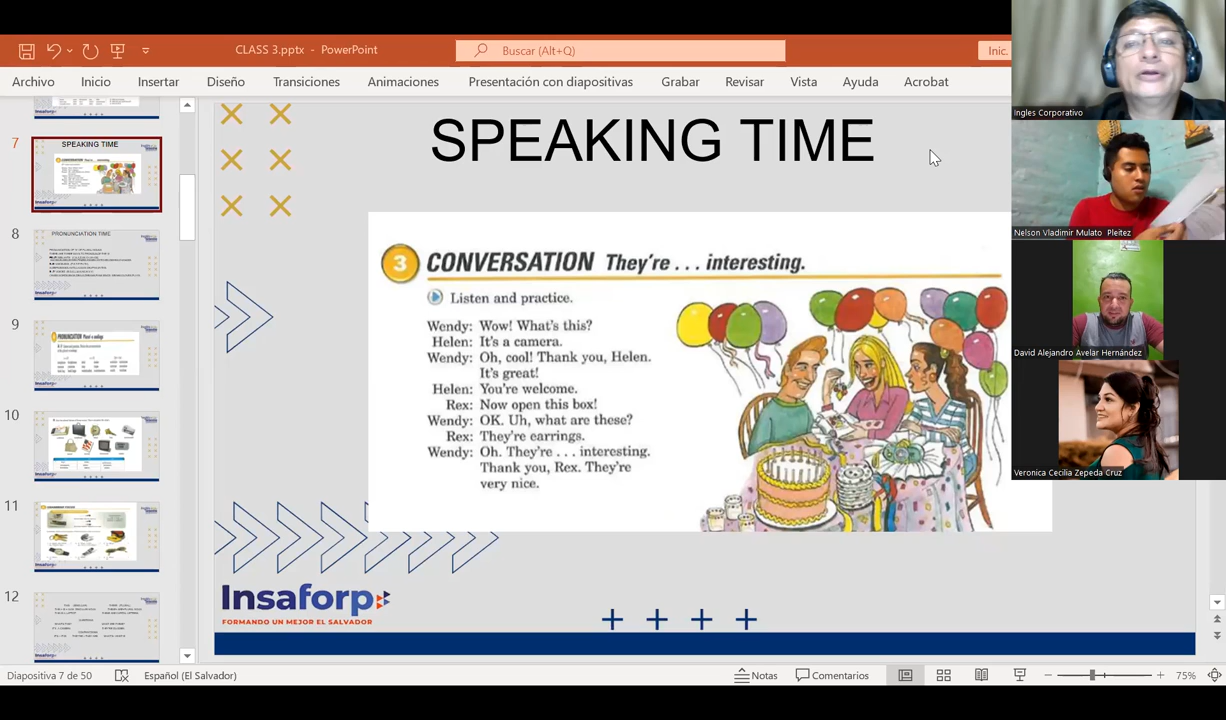 CLASS 3.pptx - PowerPoint
Buscar (Alt+Q)
Inic.
Archivo Inicio Insertar Diseño Transiciones Animaciones Presentación con diapositivas Grabar Revisar Vista Ayuda Acrobat
7
SPEAKING TIME
8
PRONUNCIATION TIME
9
10
11
12
SPEAKING TIME
3 CONVERSATION They're . . . interesting.
Listen and practice.
Wendy: Wow! What's this?
Helen: It's a camera.
Wendy: Oh, cool! Thank you, Helen.
It's great!
Helen: You're welcome.
Rex: Now open this box!
Wendy: OK. Uh, what are these?
Rex: They're earrings.
Wendy: Oh. They're . . . interesting.
Thank you, Rex. They're
very nice.
Insaforp
FORMANDO UN MEJOR EL SALVADOR
Ingles Corporativo
Nelson Vladimir Mulato Pleitez
David Alejandro Avelar Hernández
Veronica Cecilia Zepeda Cruz
Diapositiva 7 de 50
Español (El Salvador)
Notas
Comentarios
75%